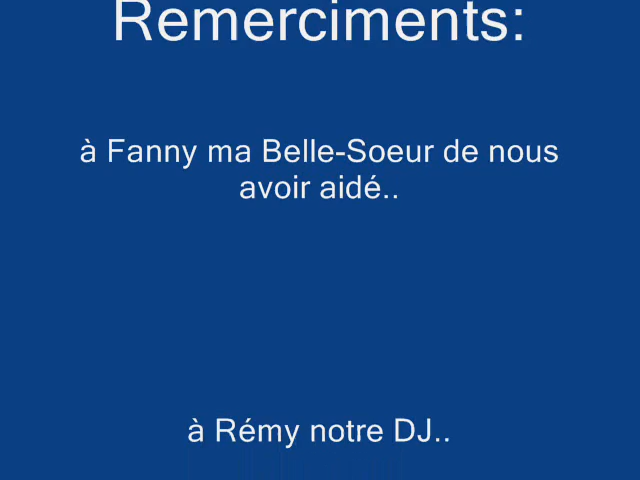 Remerciments:
à Fanny ma Belle-Soeur de nous
avoir aidé..
à Rémy notre DJ..